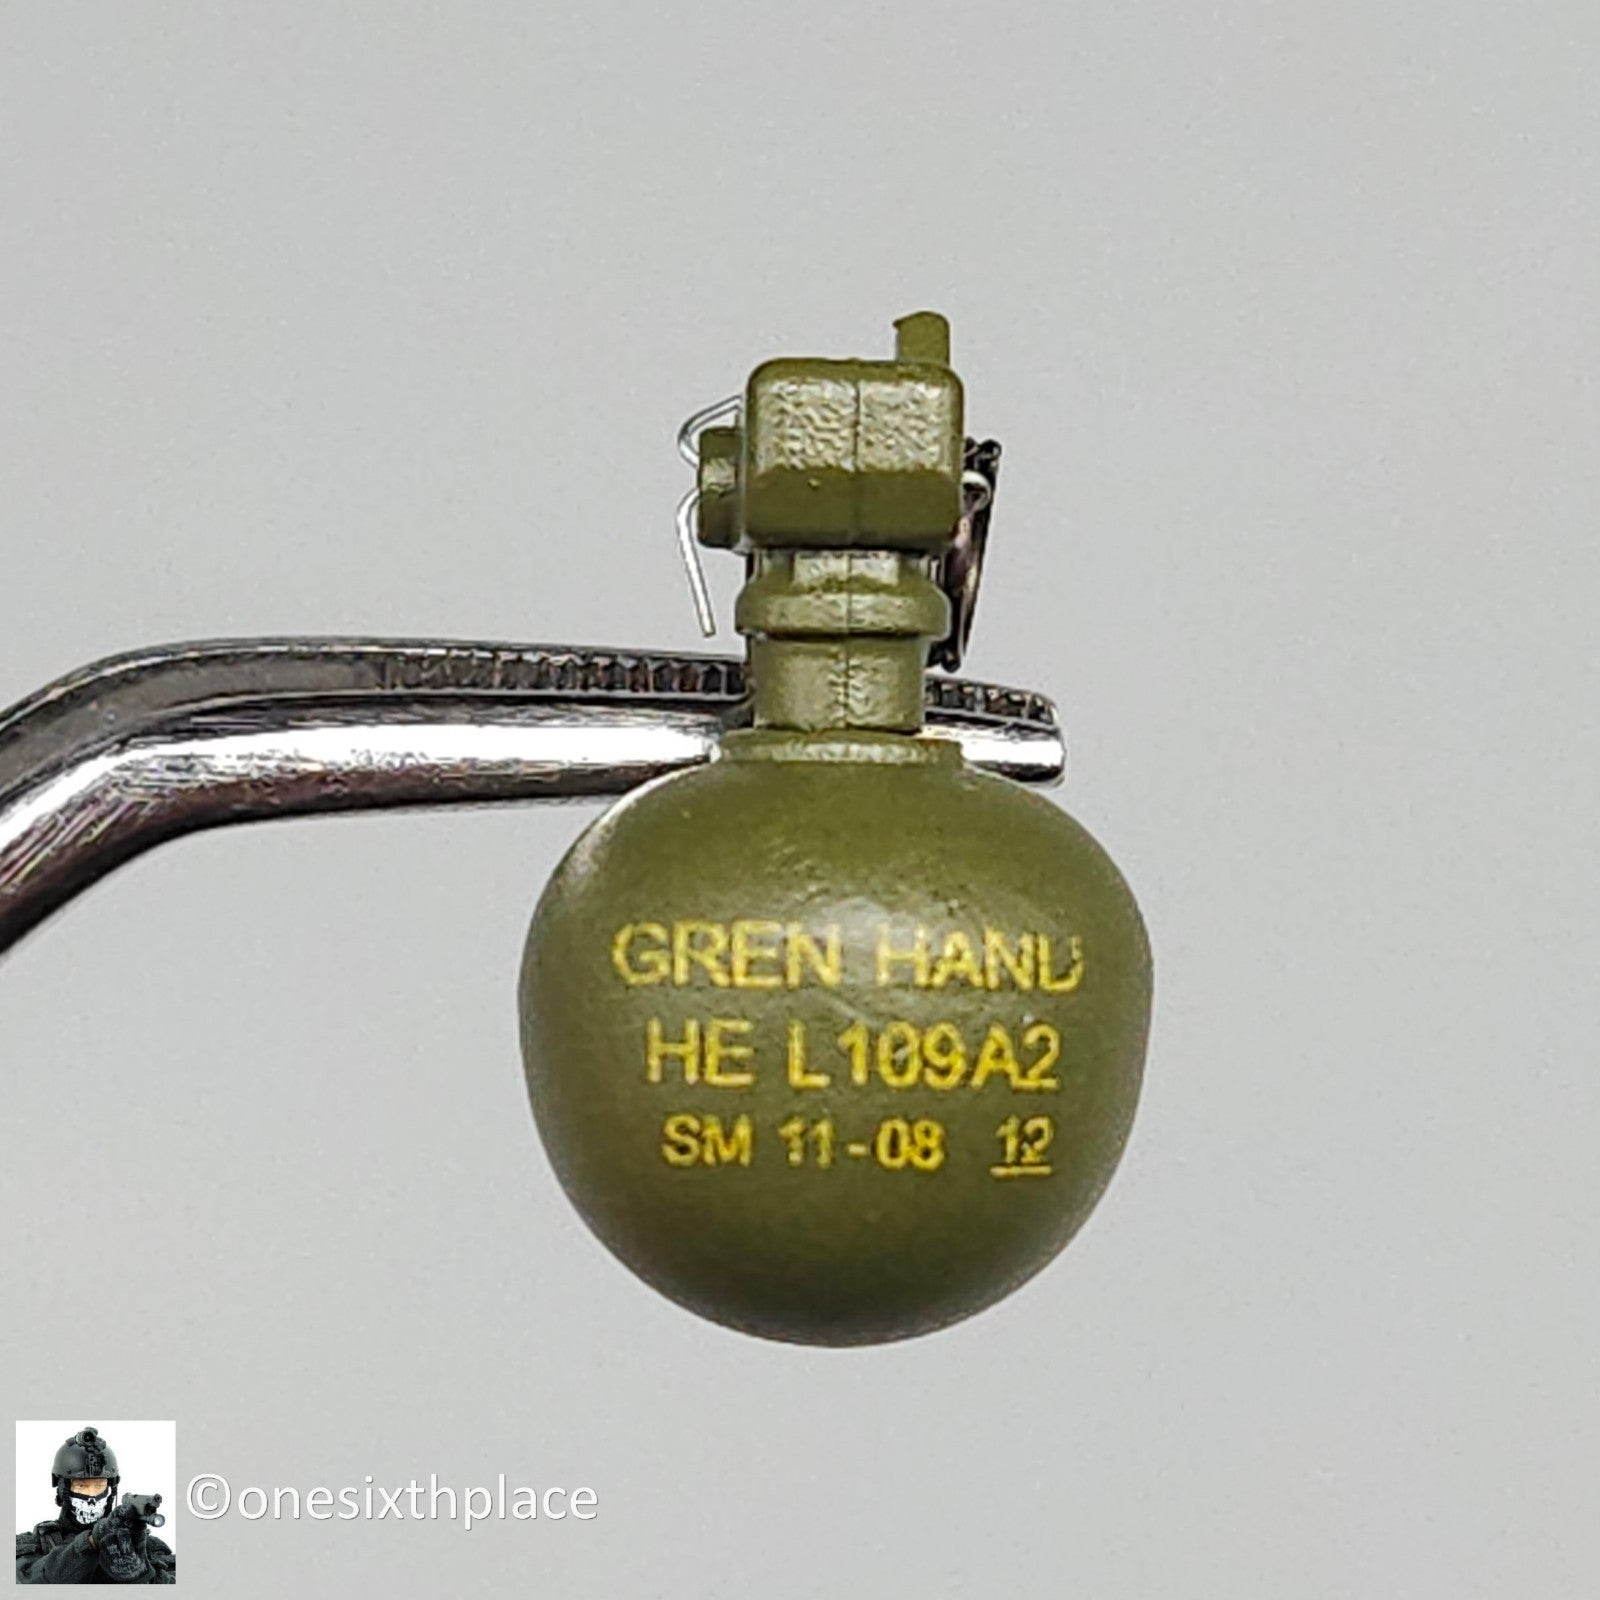 GREN HAND
HE L109A2
SM 11-08 12
©onesixthplace